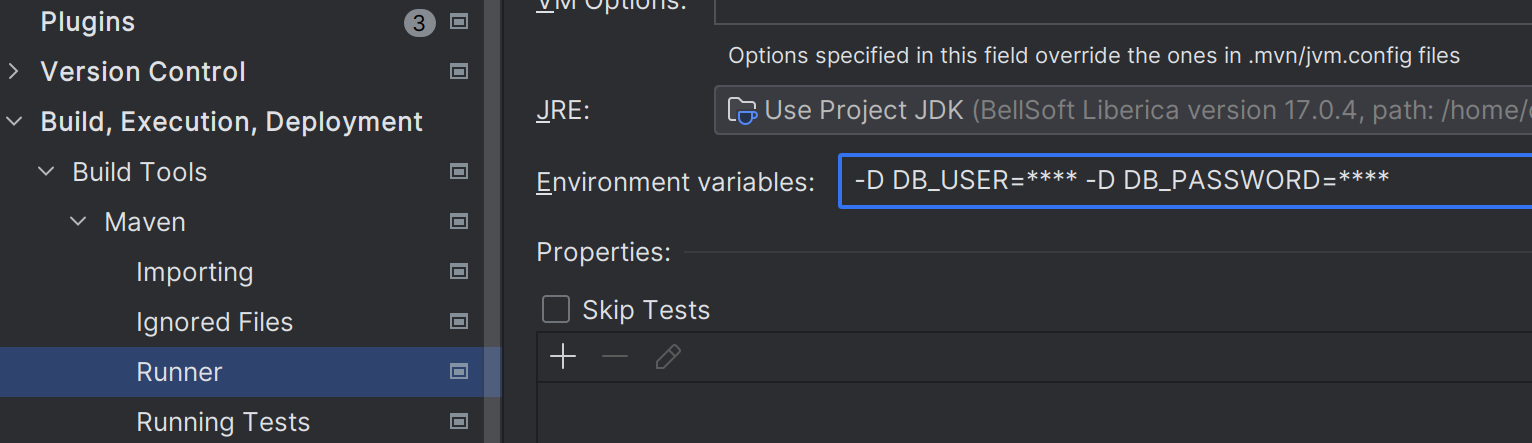 Plugins
3
Version Control
Build, Execution, Deployment
Build Tools
Maven
Importing
Ignored Files
Runner
Running Tests
VM Options:
Options specified in this field override the ones in .mvn/jvm.config files
JRE:
Use Project JDK (BellSoft Liberica version 17.0.4, path: /home/
Environment variables:
-D DB_USER=**** -D DB_PASSWORD=****
Properties:
Skip Tests